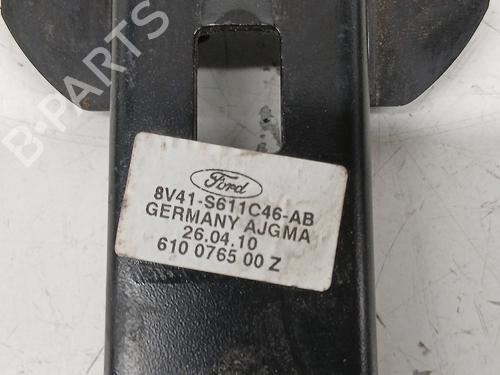 B-PARTS
Ford
8V41-S611C46-AB
GERMANY AJGMA
26.04.10
610 0765 00 Z